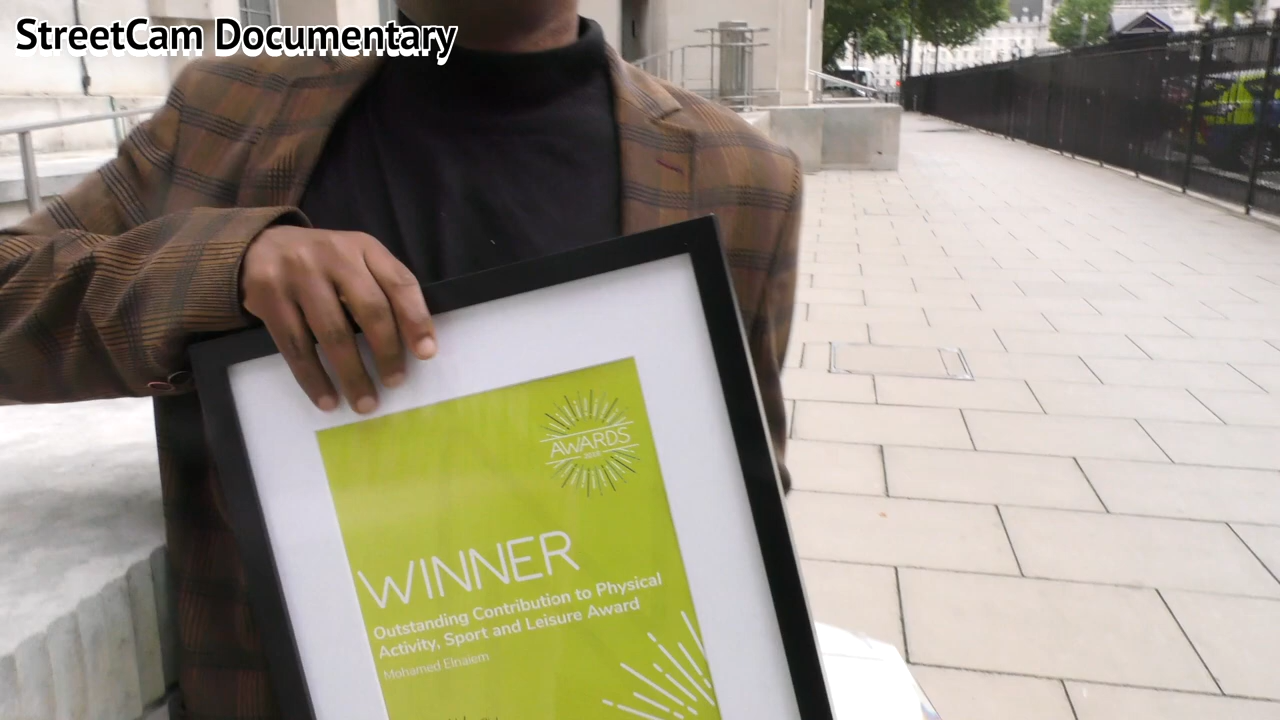 StreetCam Documentary
AWARDS
WINNER
Outstanding Contribution to Physical
Activity, Sport and Leisure Award
Mohamed Elnaiem